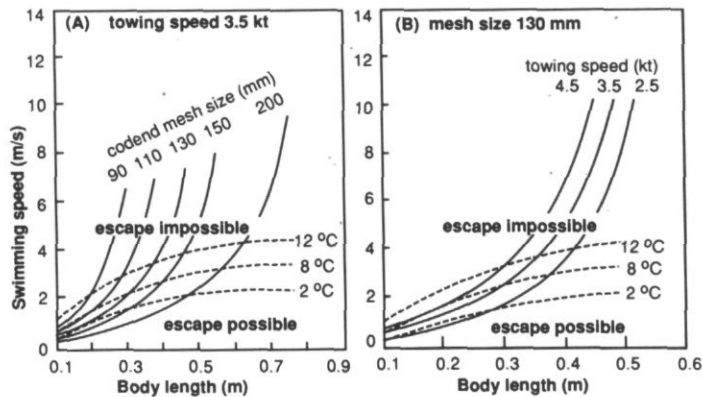 (A) towing speed 3.5 kt
14
12
10
8
6
4
2
0
Swimming speed (m/s)
codend mesh size (mm)
90 110 130 150 200
escape impossible
12 °C
8 °C
2 °C
escape possible
0.1 0.3 0.5 0.7 0.9
Body length (m)
(B) mesh size 130 mm
14
12
10
8
6
4
2
0
towing speed (kt)
4.5 3.5 2.5
escape impossible
12 °C
8 °C
2 °C
escape possible
0.1 0.2 0.3 0.4 0.5 0.6
Body length (m)